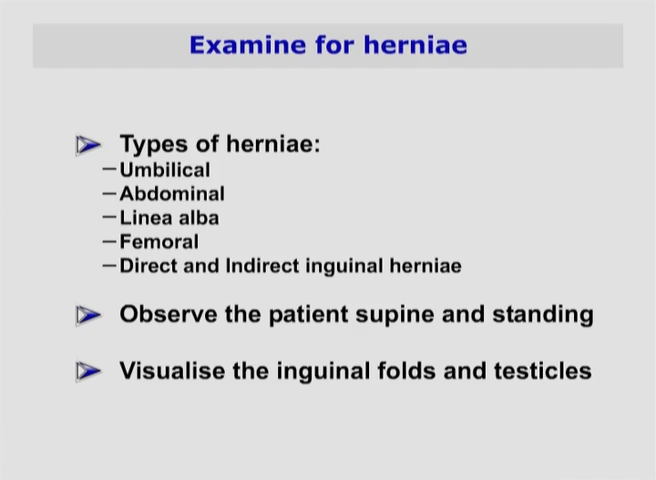 Examine for herniae
Types of herniae:
–Umbilical
–Abdominal
–Linea alba
–Femoral
–Direct and Indirect inguinal herniae
Observe the patient supine and standing
Visualise the inguinal folds and testicles